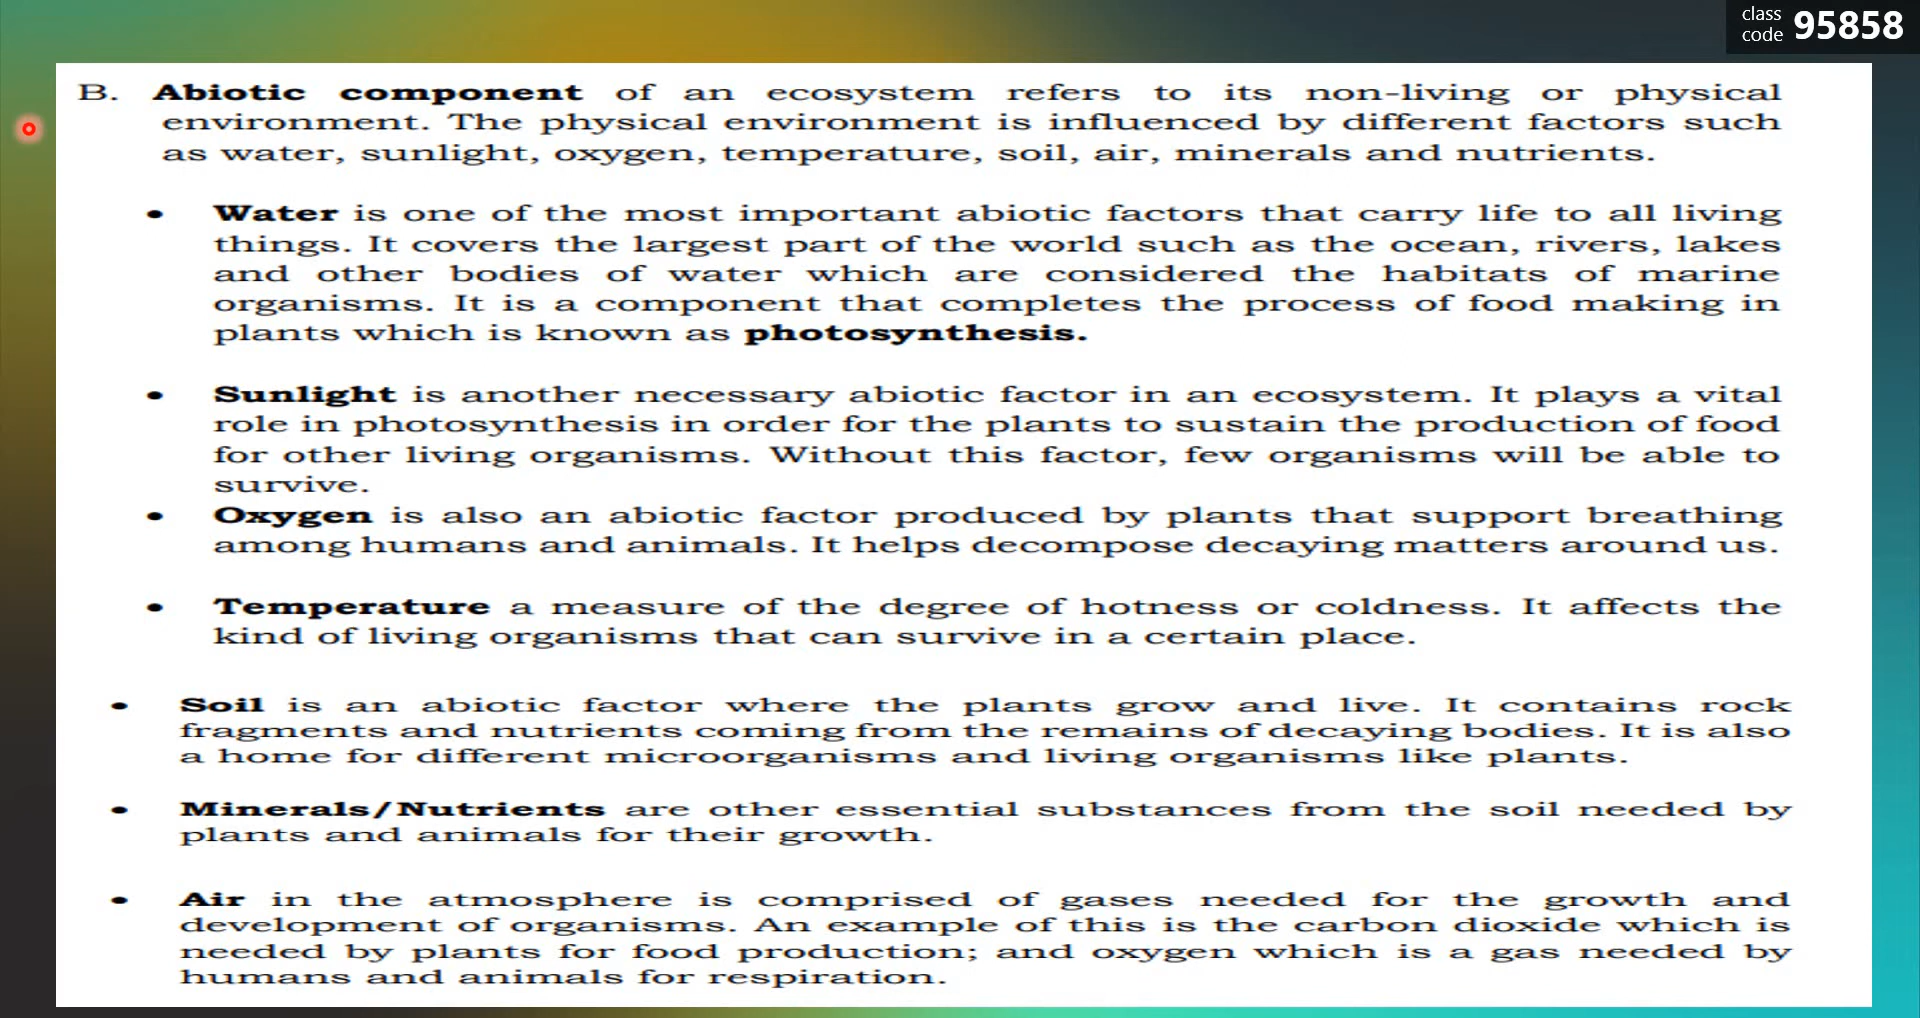 class
code 95858
B. Abiotic component of an ecosystem refers to its non-living or physical
environment. The physical environment is influenced by different factors such
as water, sunlight, oxygen, temperature, soil, air, minerals and nutrients.
• Water is one of the most important abiotic factors that carry life to all living
things. It covers the largest part of the world such as the ocean, rivers, lakes
and other bodies of water which are considered the habitats of marine
organisms. It is a component that completes the process of food making in
plants which is known as photosynthesis.
• Sunlight is another necessary abiotic factor in an ecosystem. It plays a vital
role in photosynthesis in order for the plants to sustain the production of food
for other living organisms. Without this factor, few organisms will be able to
survive.
• Oxygen is also an abiotic factor produced by plants that support breathing
among humans and animals. It helps decompose decaying matters around us.
• Temperature a measure of the degree of hotness or coldness. It affects the
kind of living organisms that can survive in a certain place.
• Soil is an abiotic factor where the plants grow and live. It contains rock
fragments and nutrients coming from the remains of decaying bodies. It is also
a home for different microorganisms and living organisms like plants.
• Minerals/Nutrients are other essential substances from the soil needed by
plants and animals for their growth.
• Air in the atmosphere is comprised of gases needed for the growth and
development of organisms. An example of this is the carbon dioxide which is
needed by plants for food production; and oxygen which is a gas needed by
humans and animals for respiration.